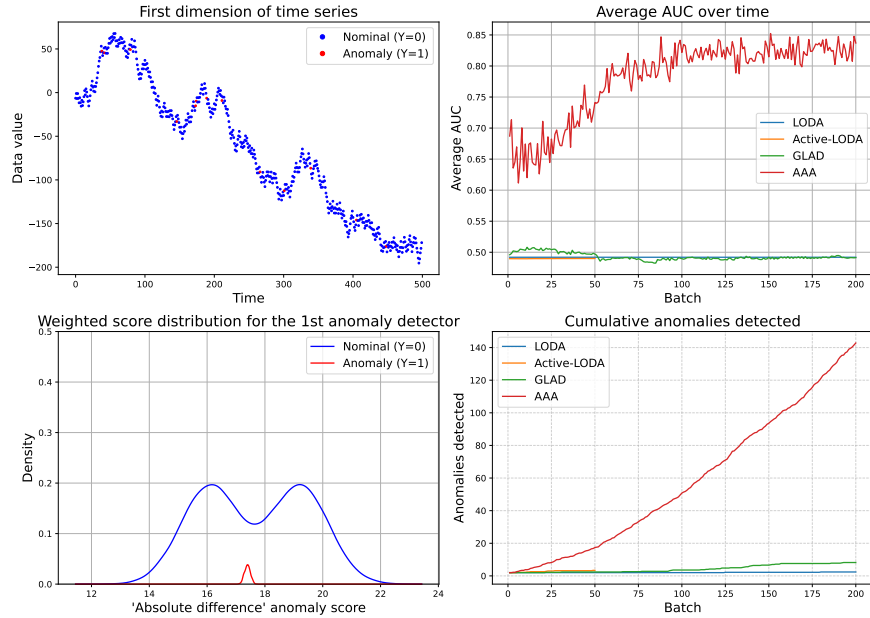 First dimension of time series
50
0
−50
−100
−150
−200
Data value
0
100
200
300
400
500
Time
Nominal (Y=0)
Anomaly (Y=1)
Average AUC over time
0.85
0.80
0.75
0.70
0.65
0.60
0.55
0.50
Average AUC
0
25
50
75
100
125
150
175
200
Batch
LODA
Active-LODA
GLAD
AAA
Weighted score distribution for the 1st anomaly detector
0.5
0.4
0.3
0.2
0.1
0.0
Density
12
14
16
18
20
22
24
'Absolute difference' anomaly score
Nominal (Y=0)
Anomaly (Y=1)
Cumulative anomalies detected
140
120
100
80
60
40
20
0
Anomalies detected
0
25
50
75
100
125
150
175
200
Batch
LODA
Active-LODA
GLAD
AAA